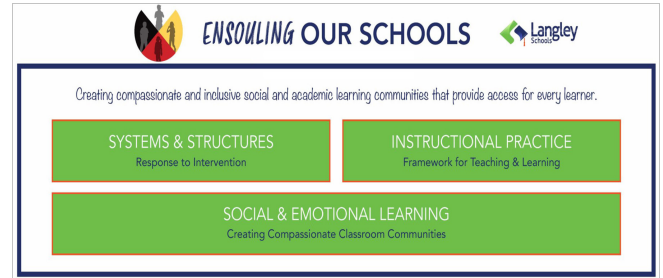 ENSOULING OUR SCHOOLS
Langley
Schools
Creating compassionate and inclusive social and academic learning communities that provide access for every learner.
SYSTEMS & STRUCTURES
Response to Intervention
INSTRUCTIONAL PRACTICE
Framework for Teaching & Learning
SOCIAL & EMOTIONAL LEARNING
Creating Compassionate Classroom Communities